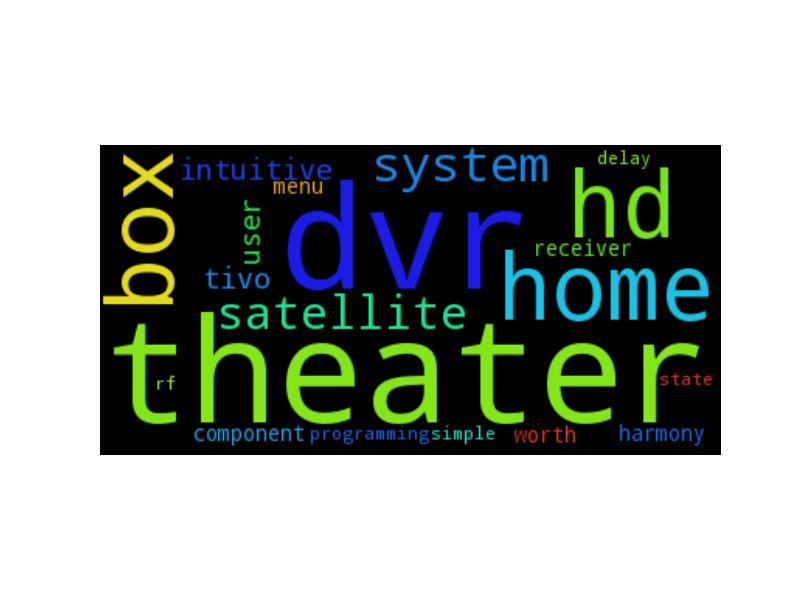 box
intuitive
system
delay
menu
hd
user
dvr
receiver
tivo
home
satellite
theater
rf
state
component
programming
simple
worth
harmony